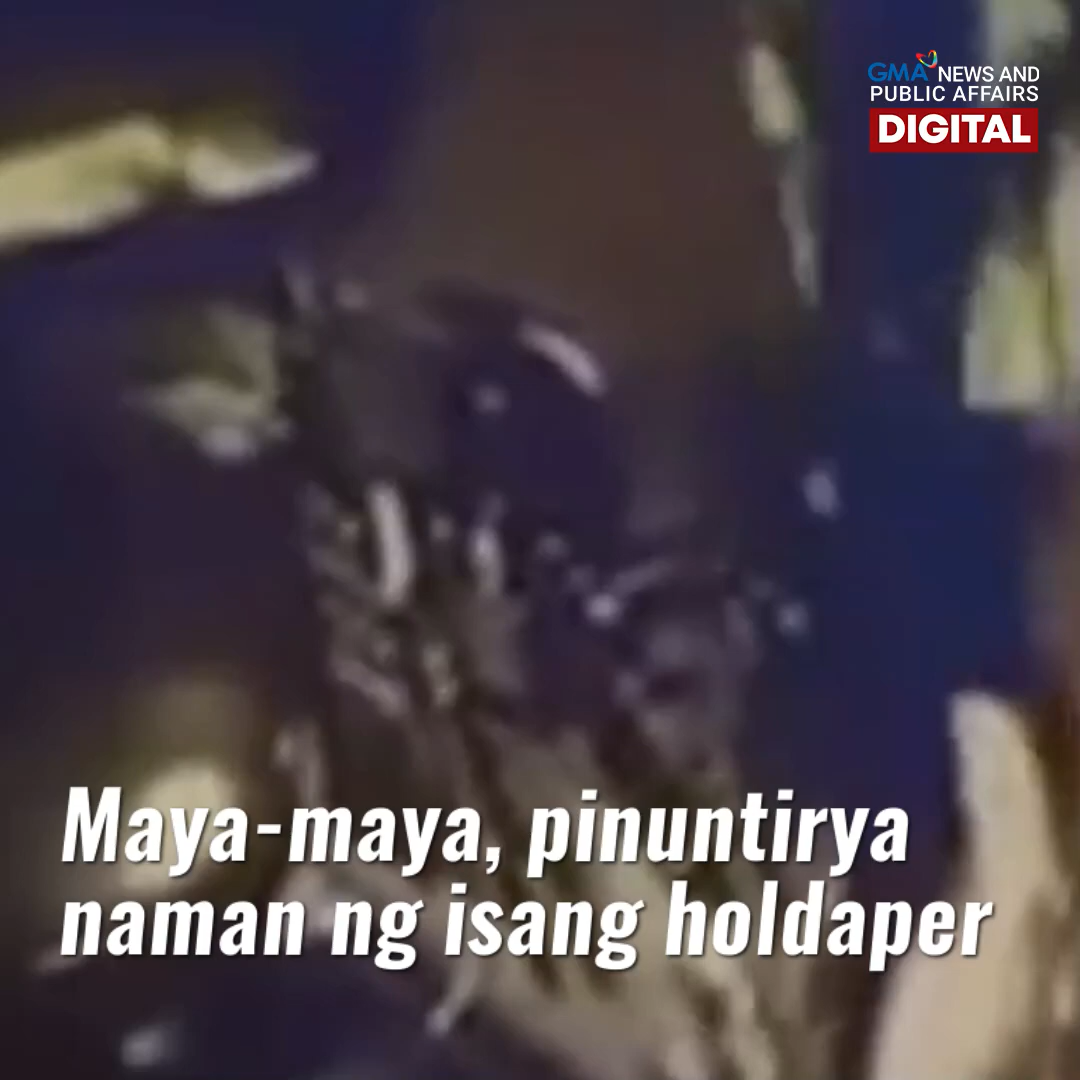 GMA NEWS AND
PUBLIC AFFAIRS
DIGITAL
Maya-maya, pinuntirya
naman ng isang holdaper